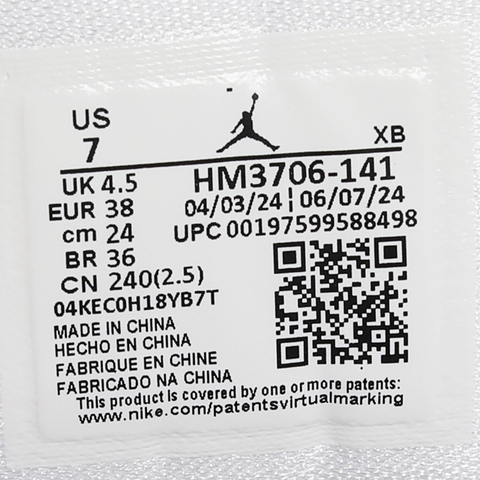 US
7
XB
UK 4.5
HM3706-141
EUR 38
04/03/24 ¦ 06/07/24
cm 24
UPC 00197599588498
BR 36
CN 240(2.5)
04KEC0H18YB7T
MADE IN CHINA
HECHO EN CHINA
FABRIQUE EN CHINE
FABRICADO NA CHINA
This product is covered by one or more patents:
www.nike.com/patentsvirtualmarking